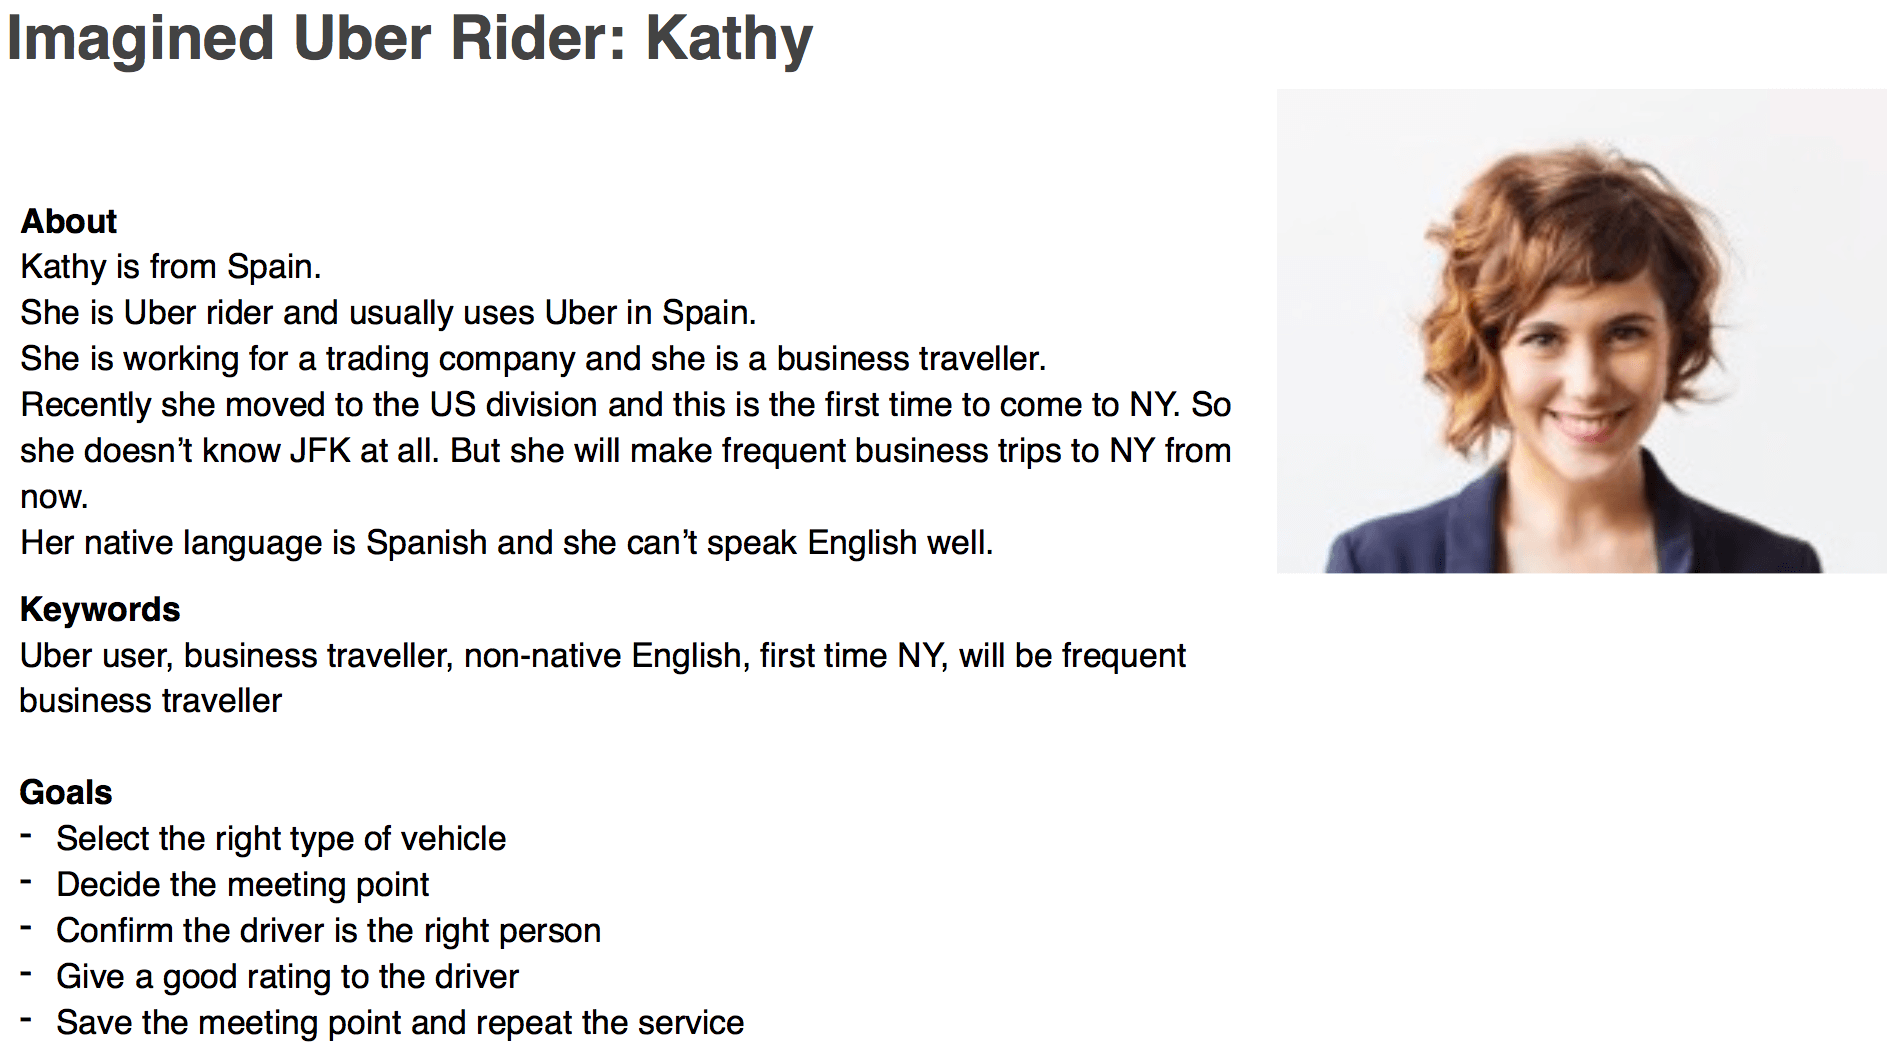 Imagined Uber Rider: Kathy
About
Kathy is from Spain.
She is Uber rider and usually uses Uber in Spain.
She is working for a trading company and she is a business traveller.
Recently she moved to the US division and this is the first time to come to NY. So
she doesn’t know JFK at all. But she will make frequent business trips to NY from
now.
Her native language is Spanish and she can’t speak English well.
Keywords
Uber user, business traveller, non-native English, first time NY, will be frequent
business traveller
Goals
- Select the right type of vehicle
- Decide the meeting point
- Confirm the driver is the right person
- Give a good rating to the driver
- Save the meeting point and repeat the service